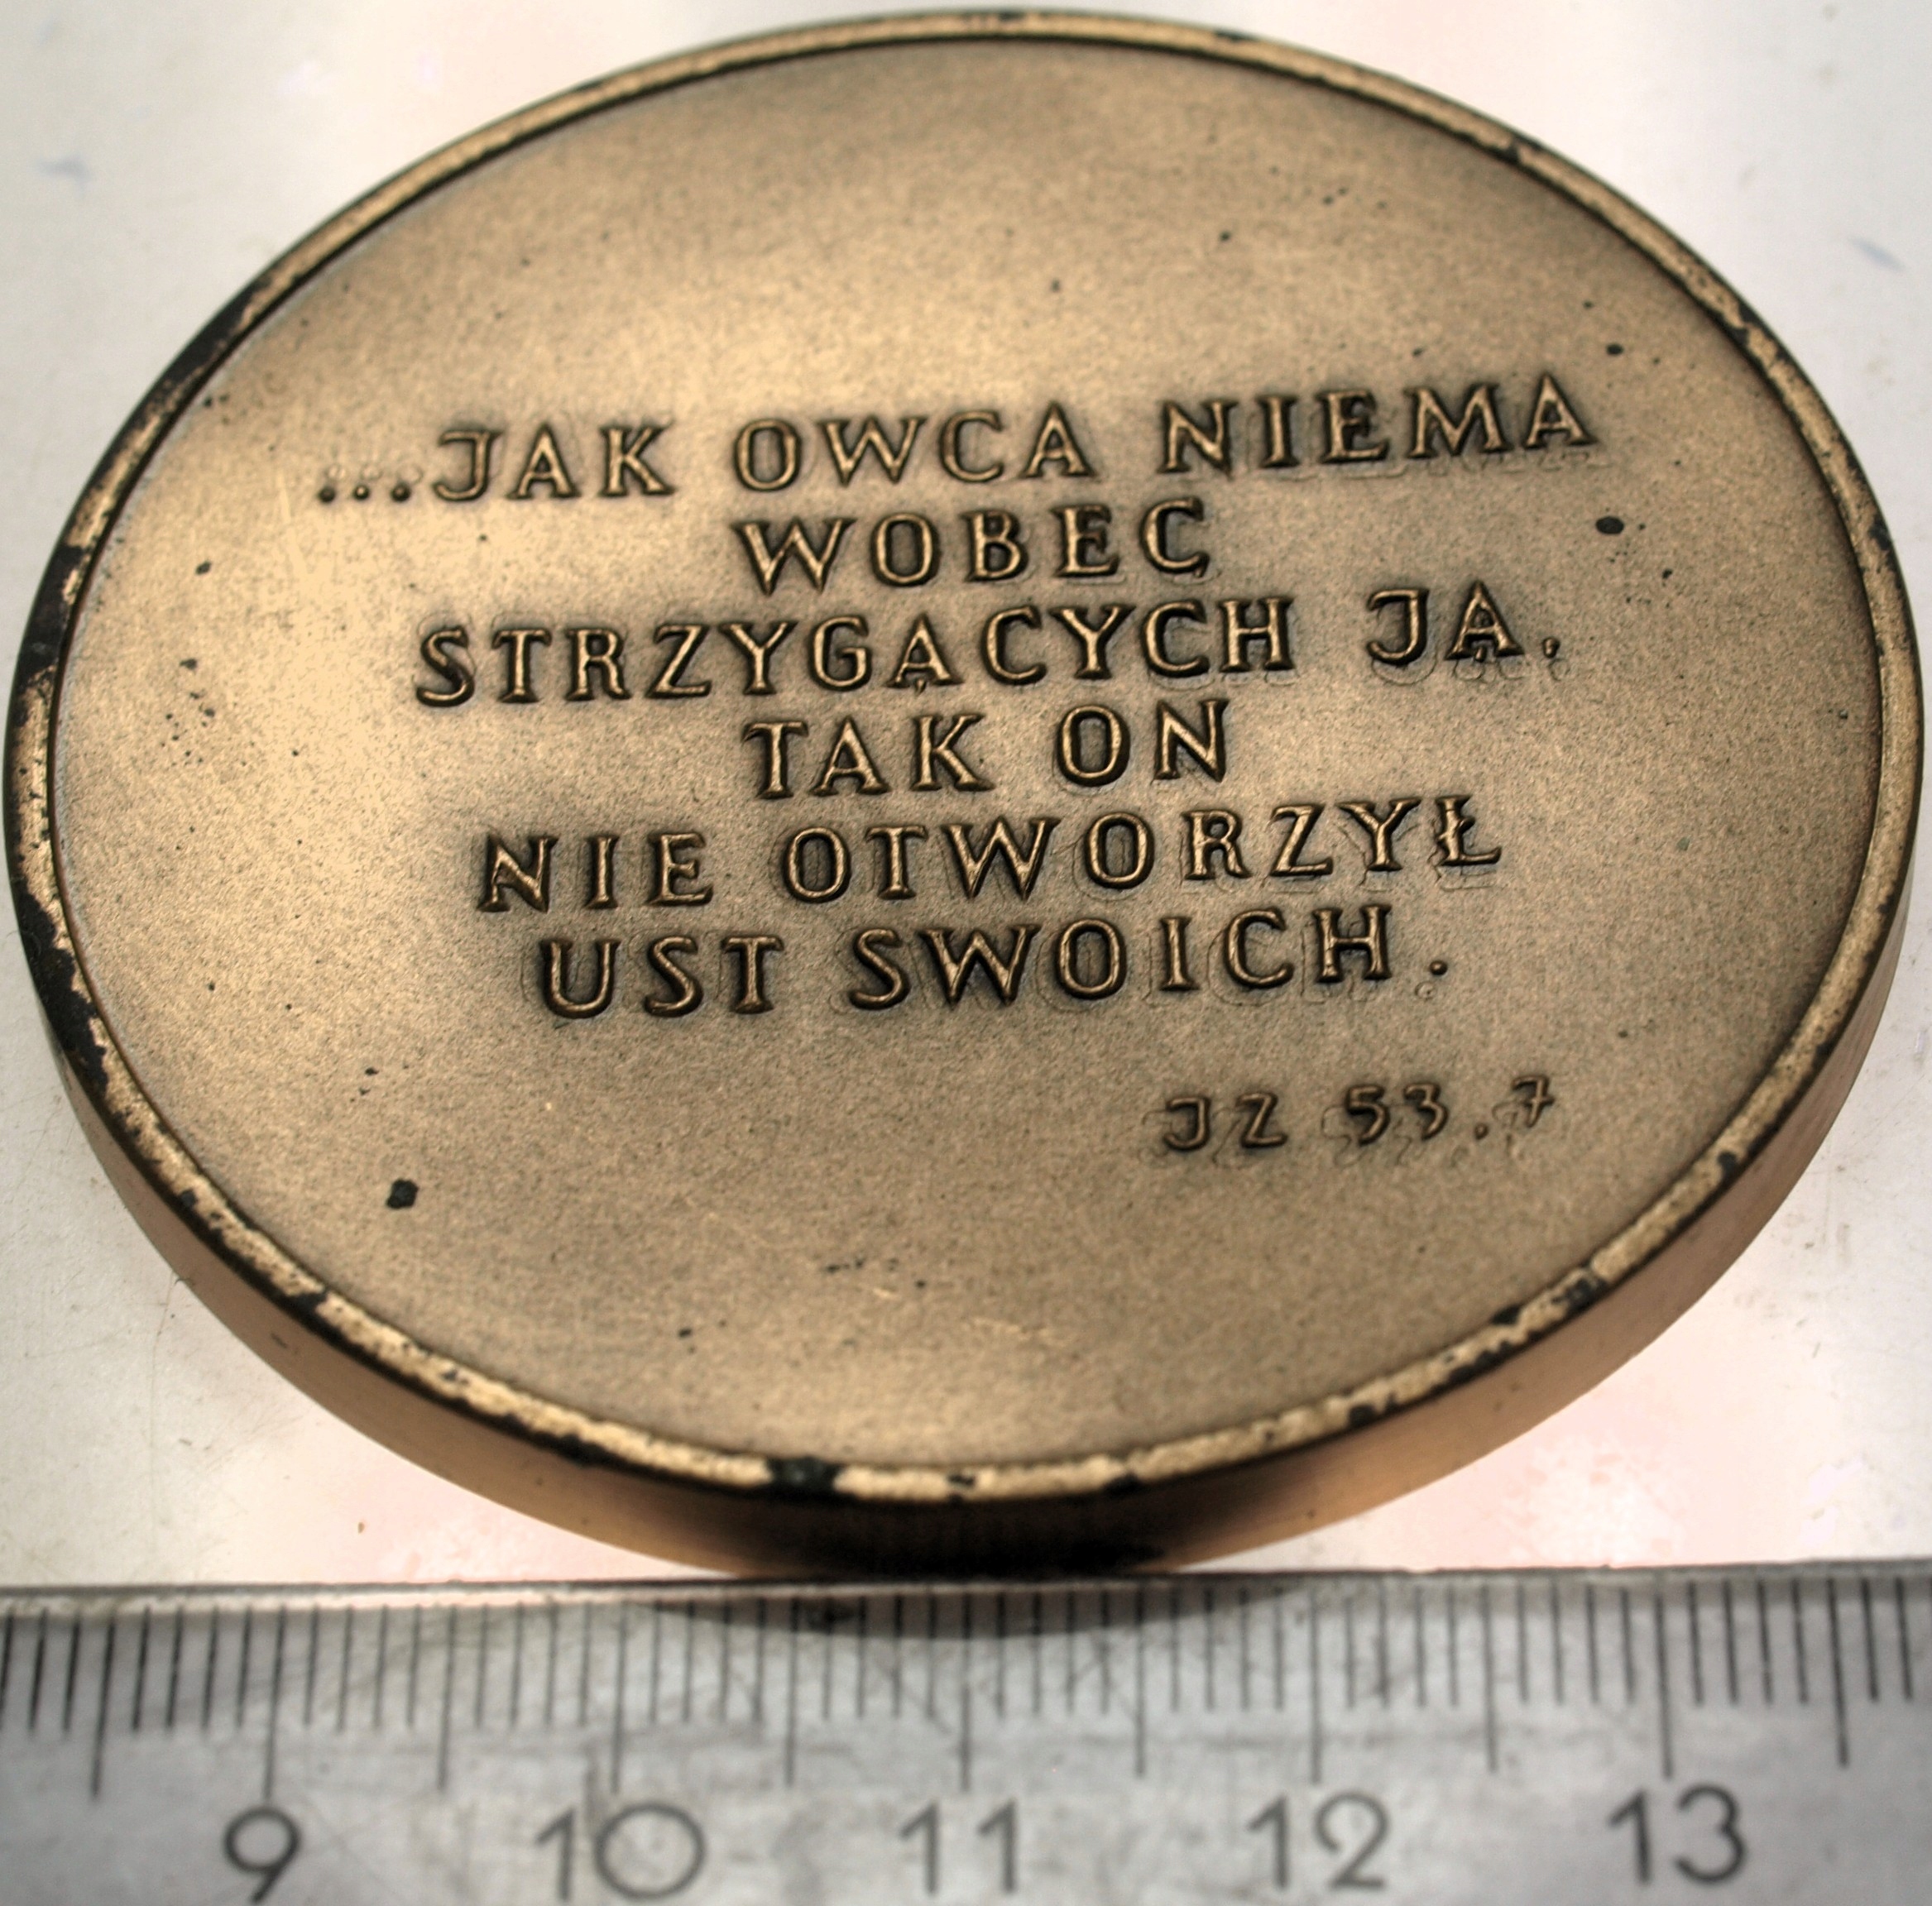 ...JAK OWCA NIEMA
WOBEC
STRZYGĄCYCH JĄ,
TAK ON
NIE OTWORZYŁ
UST SWOICH.
JZ 53.7
9 10 11 12 13